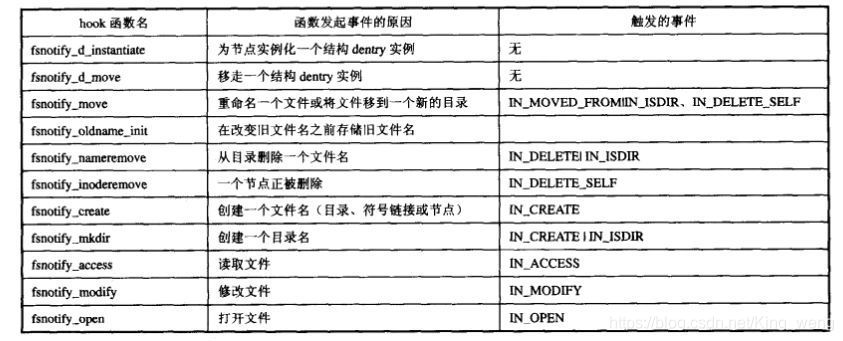 hook 函数名 函数发起事件的原因 触发的事件
fsnotify_d_instantiate 为节点实例化一个结构 dentry 实例 无
fsnotify_d_move 移走一个结构 dentry 实例 无
fsnotify_move 重命名一个文件或将文件移到一个新的目录 IN_MOVED_FROM|IN_ISDIR、IN_DELETE_SELF
fsnotify_oldname_init 在改变旧文件名之前存储旧文件名
fsnotify_nameremove 从目录删除一个文件名 IN_DELETE| IN_ISDIR
fsnotify_inoderemove 一个节点正被删除 IN_DELETE_SELF
fsnotify_create 创建一个文件名（目录、符号链接或节点） IN_CREATE
fsnotify_mkdir 创建一个目录名 IN_CREATE | IN_ISDIR
fsnotify_access 读取文件 IN_ACCESS
fsnotify_modify 修改文件 IN_MODIFY
fsnotify_open 打开文件 IN_OPEN
https://blog.csdn.net/King_weng